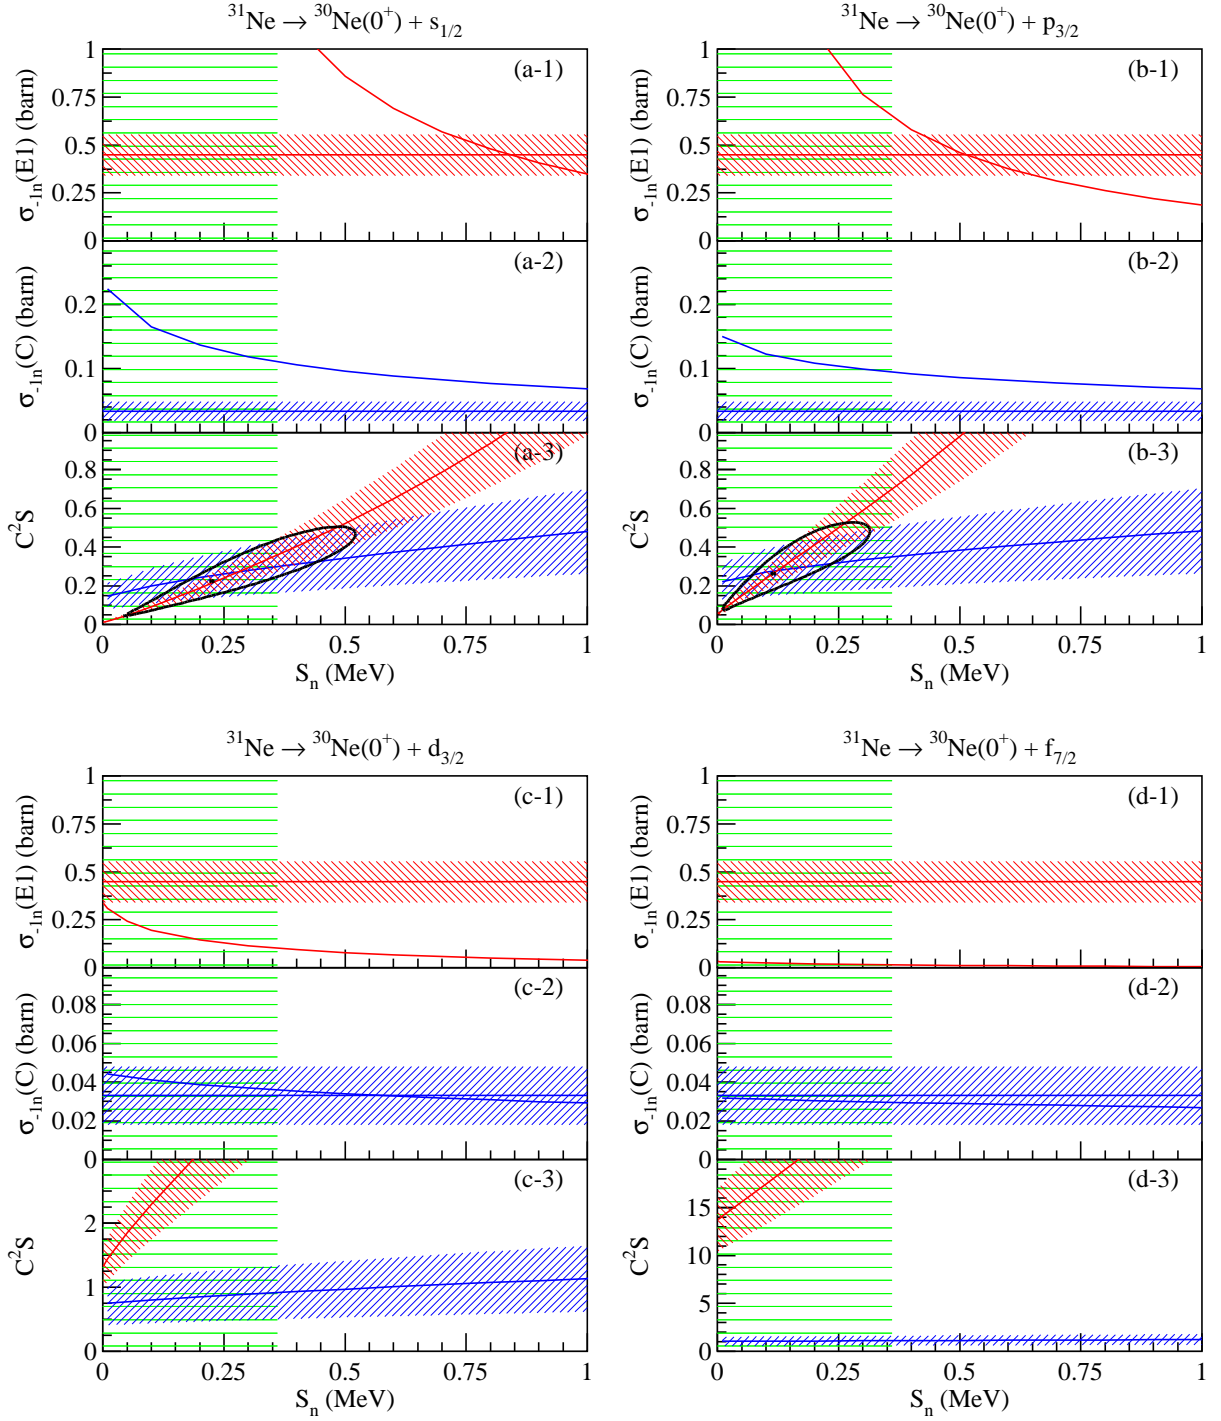 ³¹Ne → ³⁰Ne(0⁺) + s₁/₂
1
0.75
0.5
0.25
0
σ₋₁ₙ(E1) (barn)
(a-1)
0.2
0.1
0
σ₋₁ₙ(C) (barn)
(a-2)
0.8
0.6
0.4
0.2
0
C²S
(a-3)
0 0.25 0.5 0.75 1
Sₙ (MeV)
³¹Ne → ³⁰Ne(0⁺) + p₃/₂
1
0.75
0.5
0.25
0
σ₋₁ₙ(E1) (barn)
(b-1)
0.2
0.1
0
σ₋₁ₙ(C) (barn)
(b-2)
0.8
0.6
0.4
0.2
0
C²S
(b-3)
0 0.25 0.5 0.75 1
Sₙ (MeV)
³¹Ne → ³⁰Ne(0⁺) + d₃/₂
1
0.75
0.5
0.25
0
σ₋₁ₙ(E1) (barn)
(c-1)
0.08
0.06
0.04
0.02
0
σ₋₁ₙ(C) (barn)
(c-2)
2
1
0
C²S
(c-3)
0 0.25 0.5 0.75 1
Sₙ (MeV)
³¹Ne → ³⁰Ne(0⁺) + f₇/₂
1
0.75
0.5
0.25
0
σ₋₁ₙ(E1) (barn)
(d-1)
0.08
0.06
0.04
0.02
0
σ₋₁ₙ(C) (barn)
(d-2)
15
10
5
0
C²S
(d-3)
0 0.25 0.5 0.75 1
Sₙ (MeV)